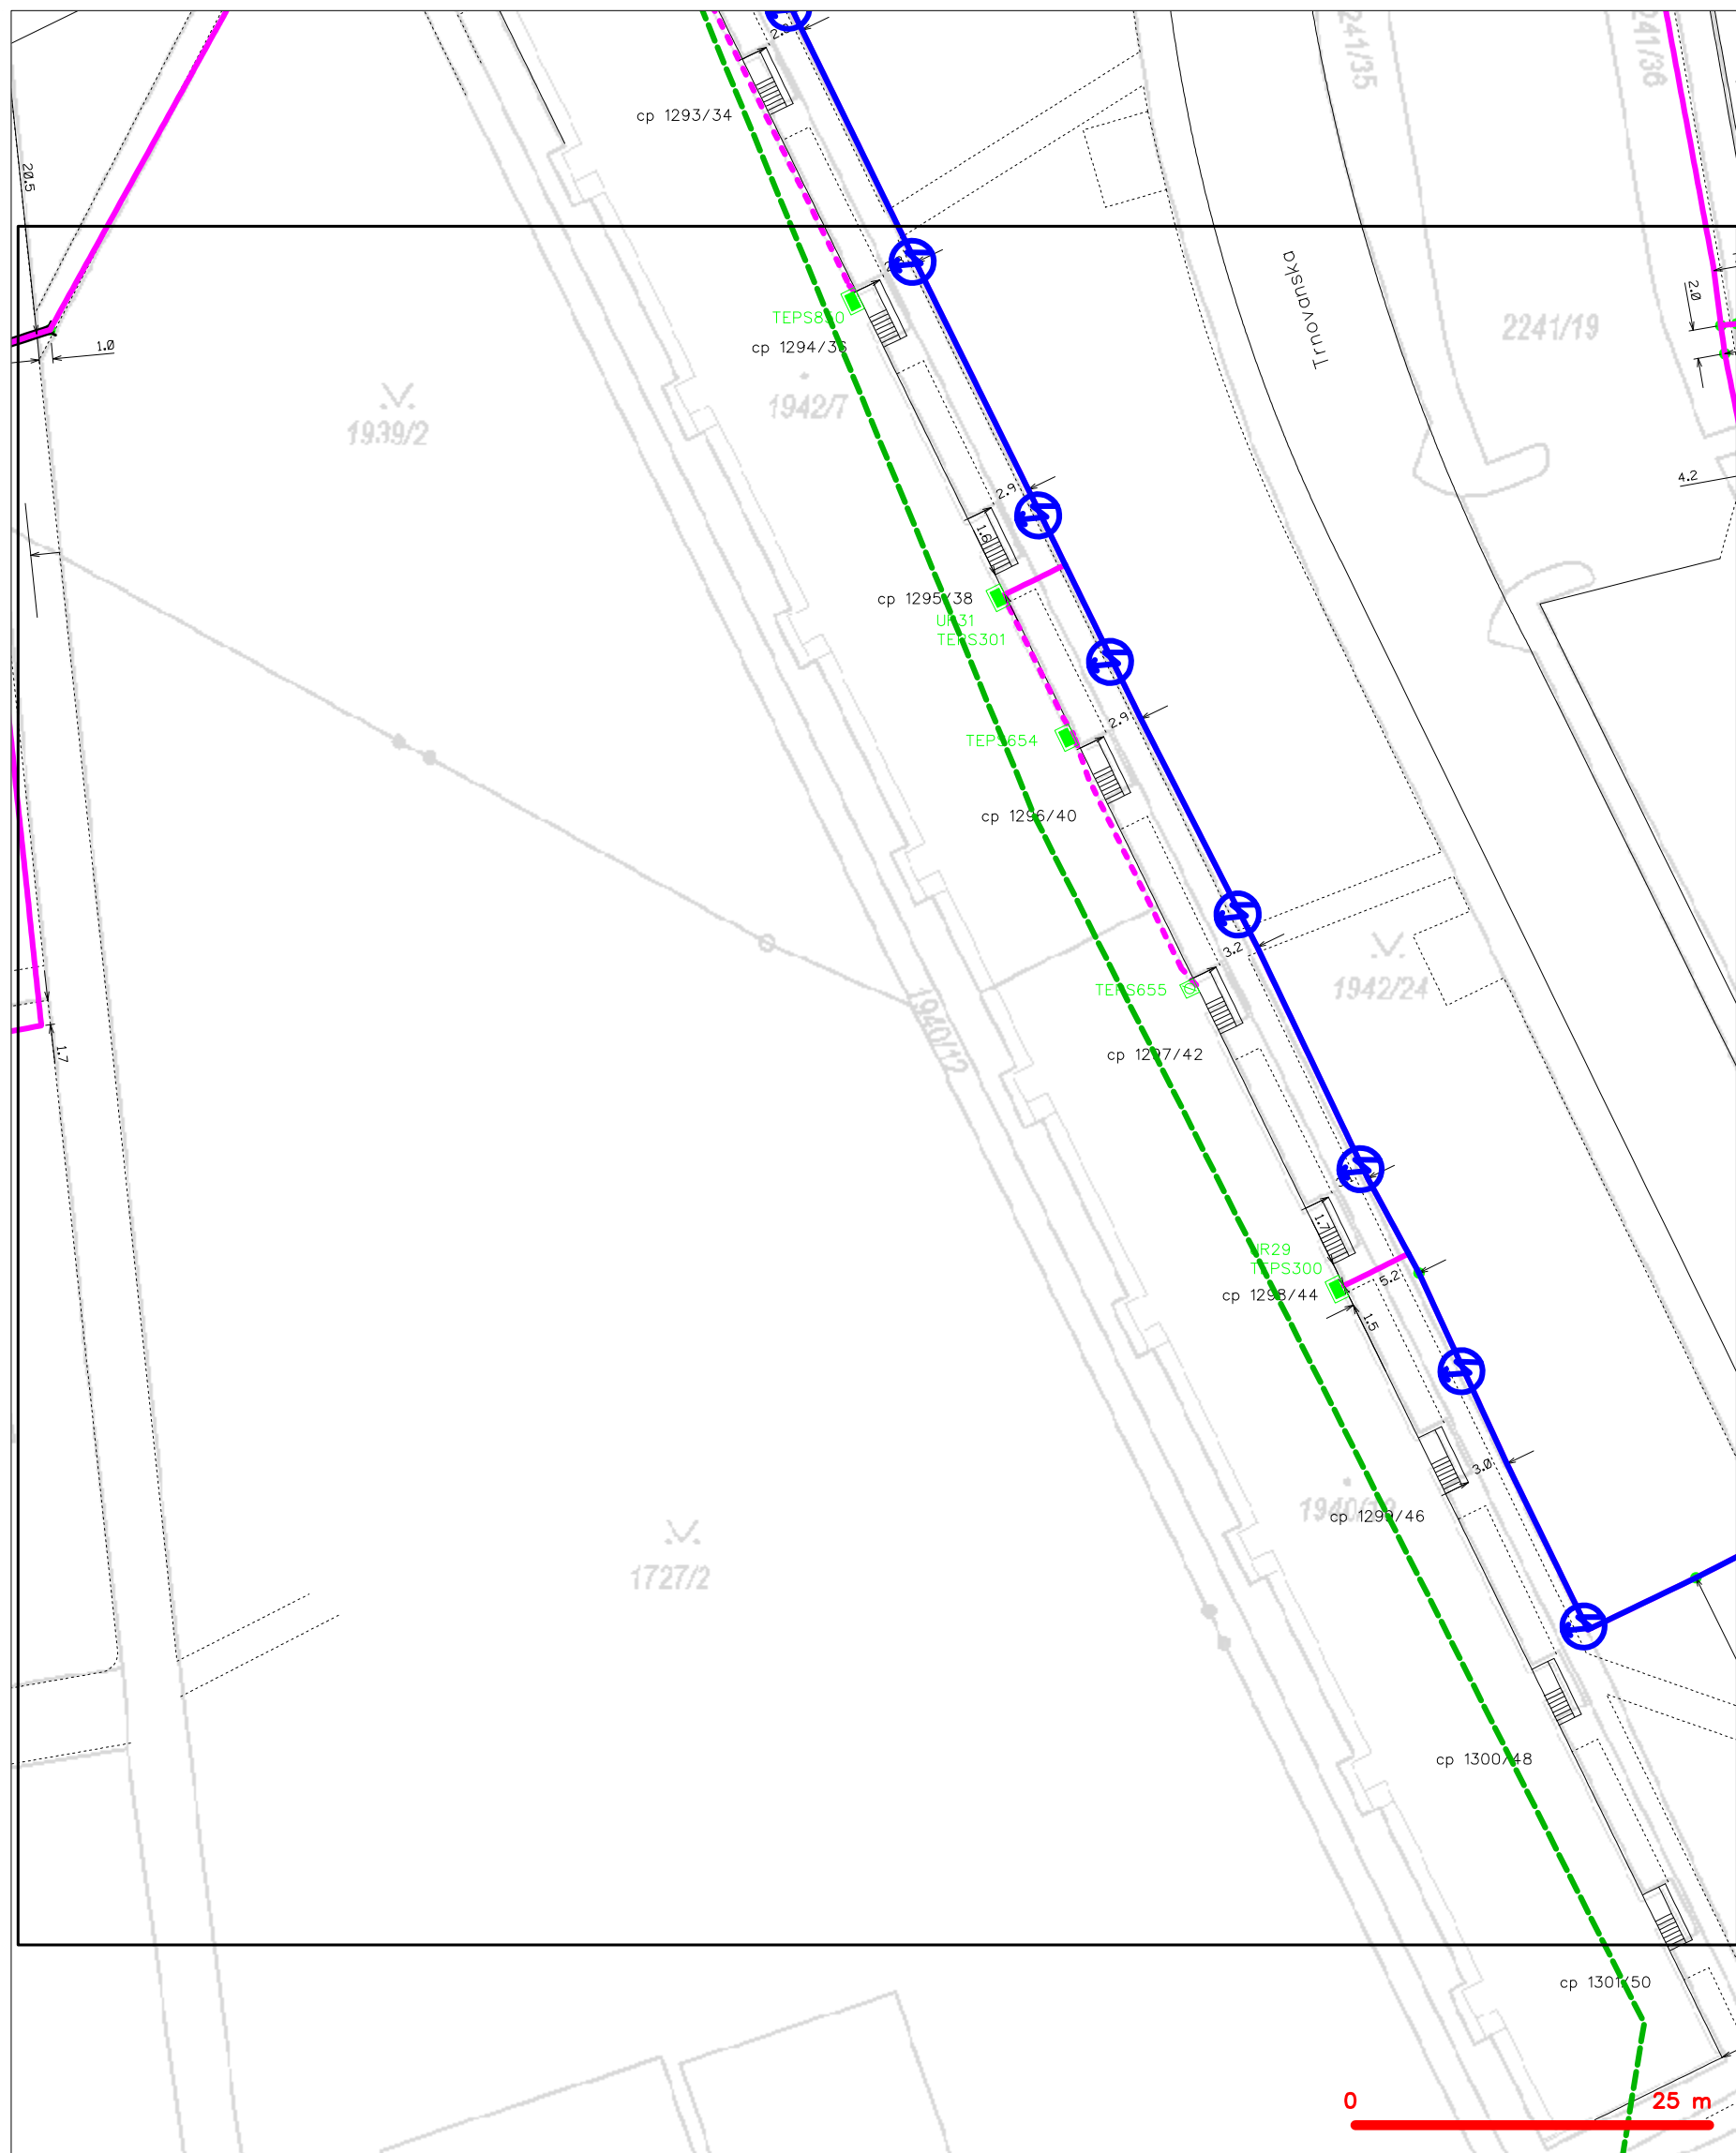 2241/35
2241/36
cp 1293/34
20.5
Trnovanska
2.0
2241/19
TEPS830
cp 1294/36
1.0
1942/7
1939/2
4.2
2.9
1.6
cp 1295/38
UR31
TEPS301
2.9
TEPS654
cp 1296/40
3.2
1942/24
TEPS655
1940/12
1.7
cp 1297/42
1.7
UR29
TEPS300
5.2
cp 1298/44
1.5
3.0
cp 1299/46
1727/2
cp 1300/48
cp 1301/50
0 25 m